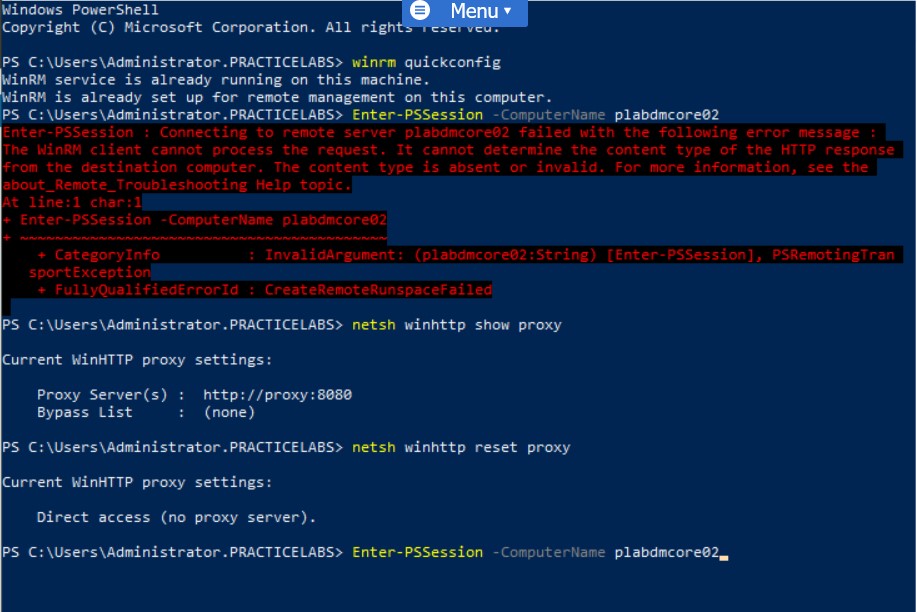 Windows PowerShell
Menu
Copyright (C) Microsoft Corporation. All rights reserved.
PS C:\Users\Administrator.PRACTICELABS> winrm quickconfig
WinRM service is already running on this machine.
WinRM is already set up for remote management on this computer.
PS C:\Users\Administrator.PRACTICELABS> Enter-PSSession -ComputerName plabdmcore02
Enter-PSSession : Connecting to remote server plabdmcore02 failed with the following error message :
The WinRM client cannot process the request. It cannot determine the content type of the HTTP response
from the destination computer. The content type is absent or invalid. For more information, see the
about_Remote_Troubleshooting Help topic.
At line:1 char:1
+ Enter-PSSession -ComputerName plabdmcore02
+ ~~~~~~~~~~~~~~~~~~~~~~~~~~~~~~~~~~~~~~~~~~
+ CategoryInfo          : InvalidArgument: (plabdmcore02:String) [Enter-PSSession], PSRemotingTran
sportException
+ FullyQualifiedErrorId : CreateRemoteRunspaceFailed
PS C:\Users\Administrator.PRACTICELABS> netsh winhttp show proxy
Current WinHTTP proxy settings:
Proxy Server(s) :  http://proxy:8080
Bypass List     :  (none)
PS C:\Users\Administrator.PRACTICELABS> netsh winhttp reset proxy
Current WinHTTP proxy settings:
Direct access (no proxy server).
PS C:\Users\Administrator.PRACTICELABS> Enter-PSSession -ComputerName plabdmcore02